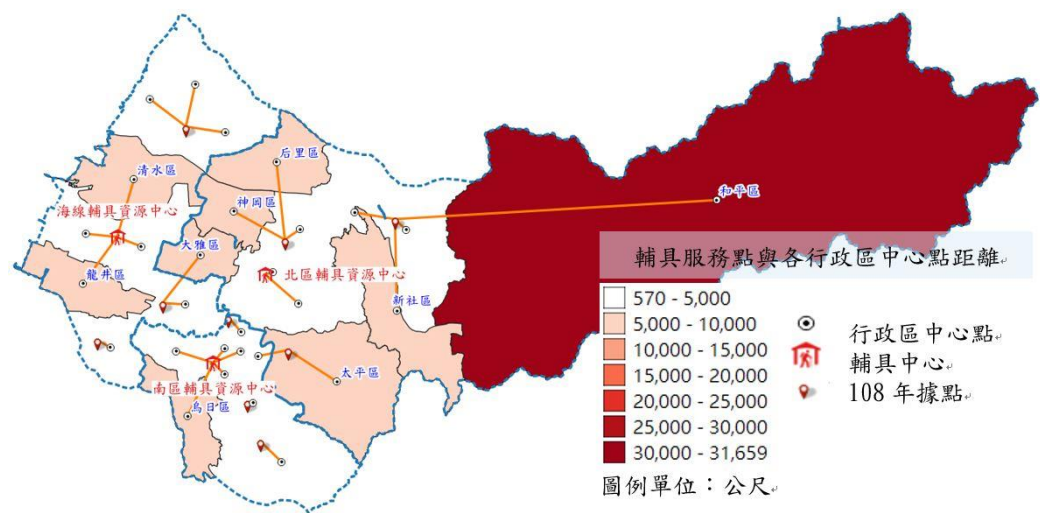 后里區
清水區
神岡區
和平區
海線輔具資源中心
大雅區
龍井區
北區輔具資源中心
新社區
南區輔具資源中心
太平區
烏日區
輔具服務點與各行政區中心點距離
570 - 5,000
5,000 - 10,000
10,000 - 15,000
15,000 - 20,000
20,000 - 25,000
25,000 - 30,000
30,000 - 31,659
行政區中心點
輔具中心
108 年據點
圖例單位：公尺